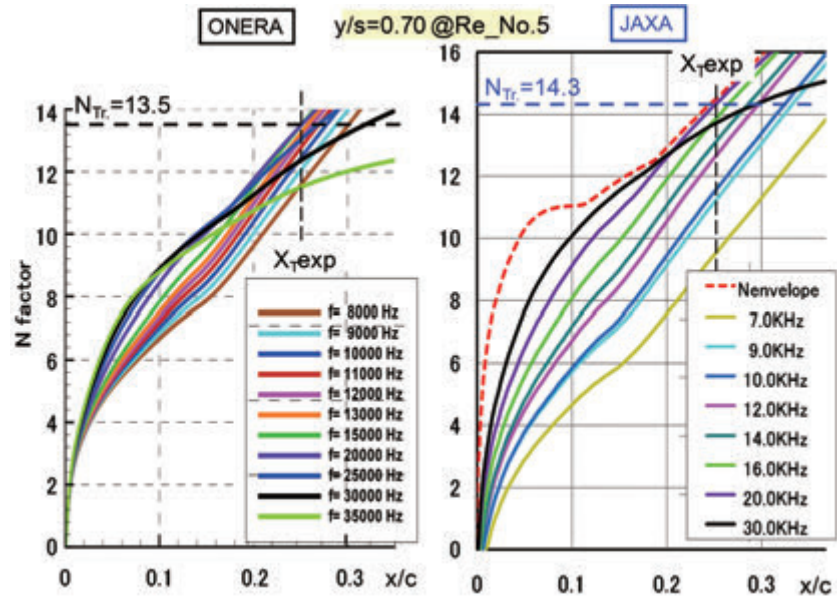 ONERA
y/s=0.70 @Re_No.5
JAXA
N_Tr.=13.5
X_Texp
N factor
14
12
10
8
6
4
2
0
0
0.1
0.2
0.3
x/c
f= 8000 Hz
f= 9000 Hz
f= 10000 Hz
f= 11000 Hz
f= 12000 Hz
f= 13000 Hz
f= 15000 Hz
f= 20000 Hz
f= 25000 Hz
f= 30000 Hz
f= 35000 Hz
N_Tr.=14.3
X_Texp
16
14
12
10
8
6
4
2
0
0
0.1
0.2
0.3
x/c
Nenvelope
7.0KHz
9.0KHz
10.0KHz
12.0KHz
14.0KHz
16.0KHz
20.0KHz
30.0KHz